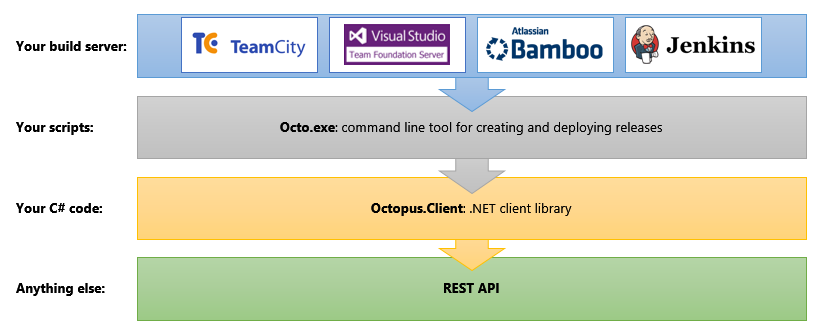 Your build server:
TC TeamCity
Visual Studio
Team Foundation Server
Atlassian
Bamboo
Jenkins
Your scripts:
Octo.exe: command line tool for creating and deploying releases
Your C# code:
Octopus.Client: .NET client library
Anything else:
REST API